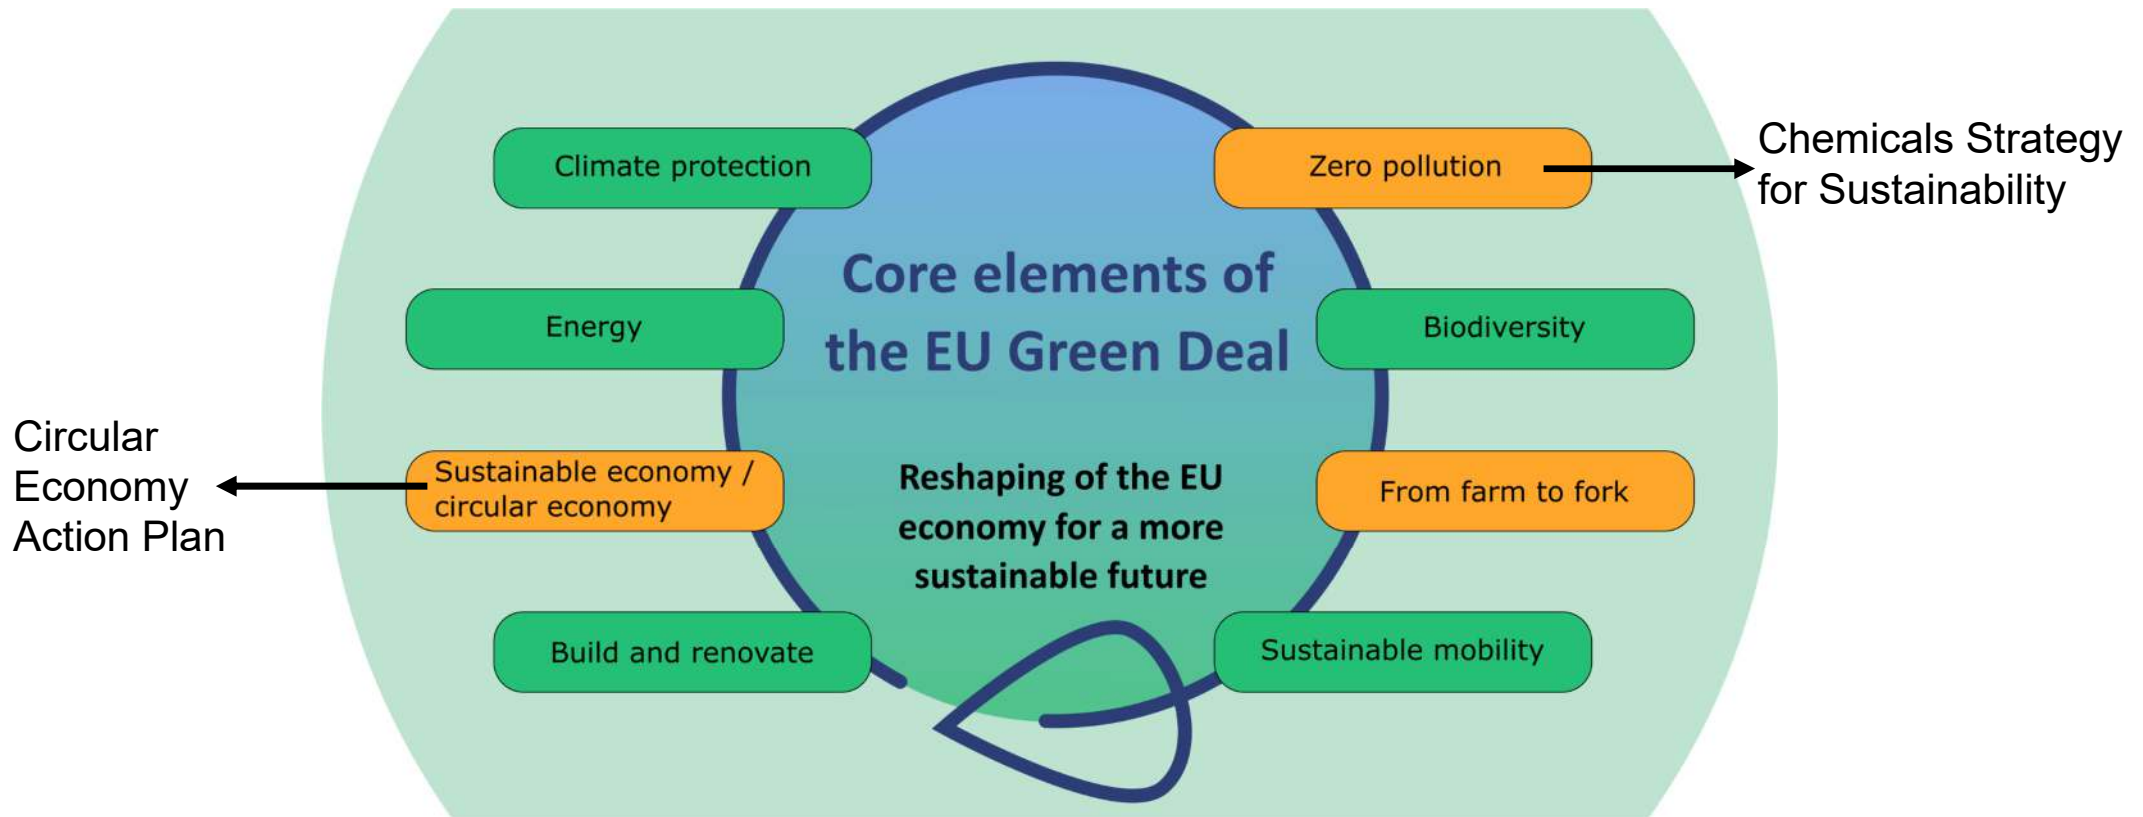 Climate protection
Zero pollution
Chemicals Strategy
for Sustainability
Core elements of
the EU Green Deal
Energy
Biodiversity
Circular
Economy
Action Plan
Sustainable economy /
circular economy
Reshaping of the EU
economy for a more
sustainable future
From farm to fork
Build and renovate
Sustainable mobility